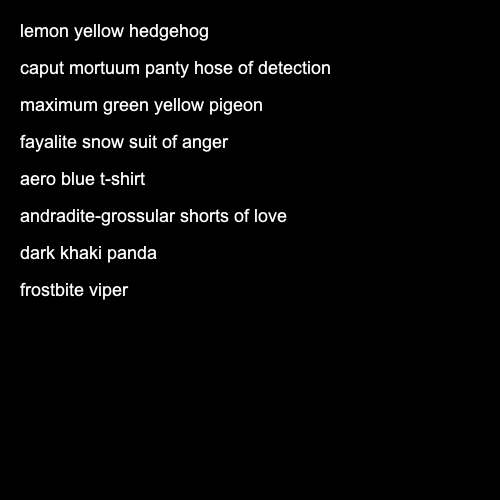 lemon yellow hedgehog
caput mortuum panty hose of detection
maximum green yellow pigeon
fayalite snow suit of anger
aero blue t-shirt
andradite-grossular shorts of love
dark khaki panda
frostbite viper